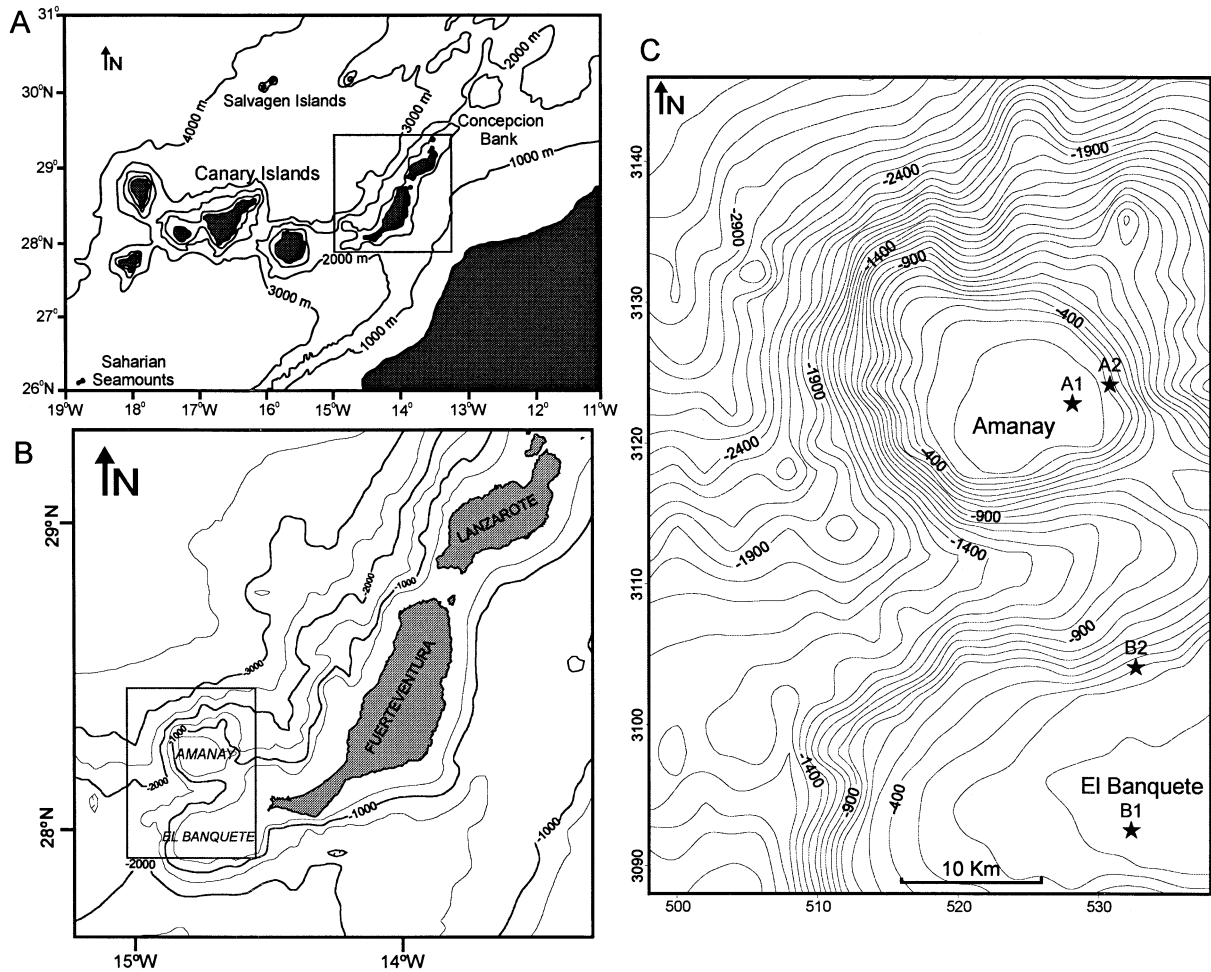 A
31°
N
2000 m
30°N
Salvagen Islands
4000 m
3000 m
Concepcion
Bank
29°
Canary Islands
1000 m
28°N
2000 m
3000 m
27°
1000 m
Saharian
Seamounts
26°N
19°W
18°
17°W
16°
15°W
14°
13°W
12°
11°W
B
N
29°N
LANZAROTE
-2000
-1000
FUERTEVENTURA
-3000
-1000
AMANAY
-2000
-1000
EL BANQUETE
-1000
28°N
-2000
15°W
14°W
C
N
3140
-1900
-2400
-2900
-1400
-900
3130
-400
A2
-1900
A1
Amanay
3120
-2400
-400
-900
-1400
-1900
3110
-900
B2
3100
-1400
El Banquete
-900
-400
B1
3090
10 Km
500
510
520
530